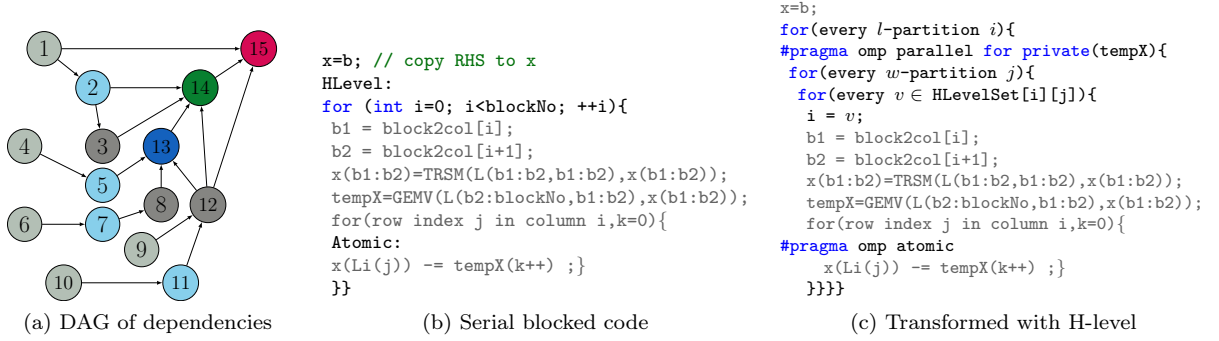 1
15
2
14
3
4
13
5
8
12
6
7
9
10
11
(a) DAG of dependencies
x=b; // copy RHS to x
HLevel:
for (int i=0; i<blockNo; ++i){
b1 = block2col[i];
b2 = block2col[i+1];
x(b1:b2)=TRSM(L(b1:b2,b1:b2),x(b1:b2));
tempX=GEMV(L(b2:blockNo,b1:b2),x(b1:b2));
for(row index j in column i,k=0){
Atomic:
x(Li(j)) -= tempX(k++) ;}
}}
(b) Serial blocked code
x=b;
for(every l-partition i){
#pragma omp parallel for private(tempX){
for(every w-partition j){
for(every v ∈ HLevelSet[i][j]){
i = v;
b1 = block2col[i];
b2 = block2col[i+1];
x(b1:b2)=TRSM(L(b1:b2,b1:b2),x(b1:b2));
tempX=GEMV(L(b2:blockNo,b1:b2),x(b1:b2));
for(row index j in column i,k=0){
#pragma omp atomic
x(Li(j)) -= tempX(k++) ;}
}}}}
(c) Transformed with H-level